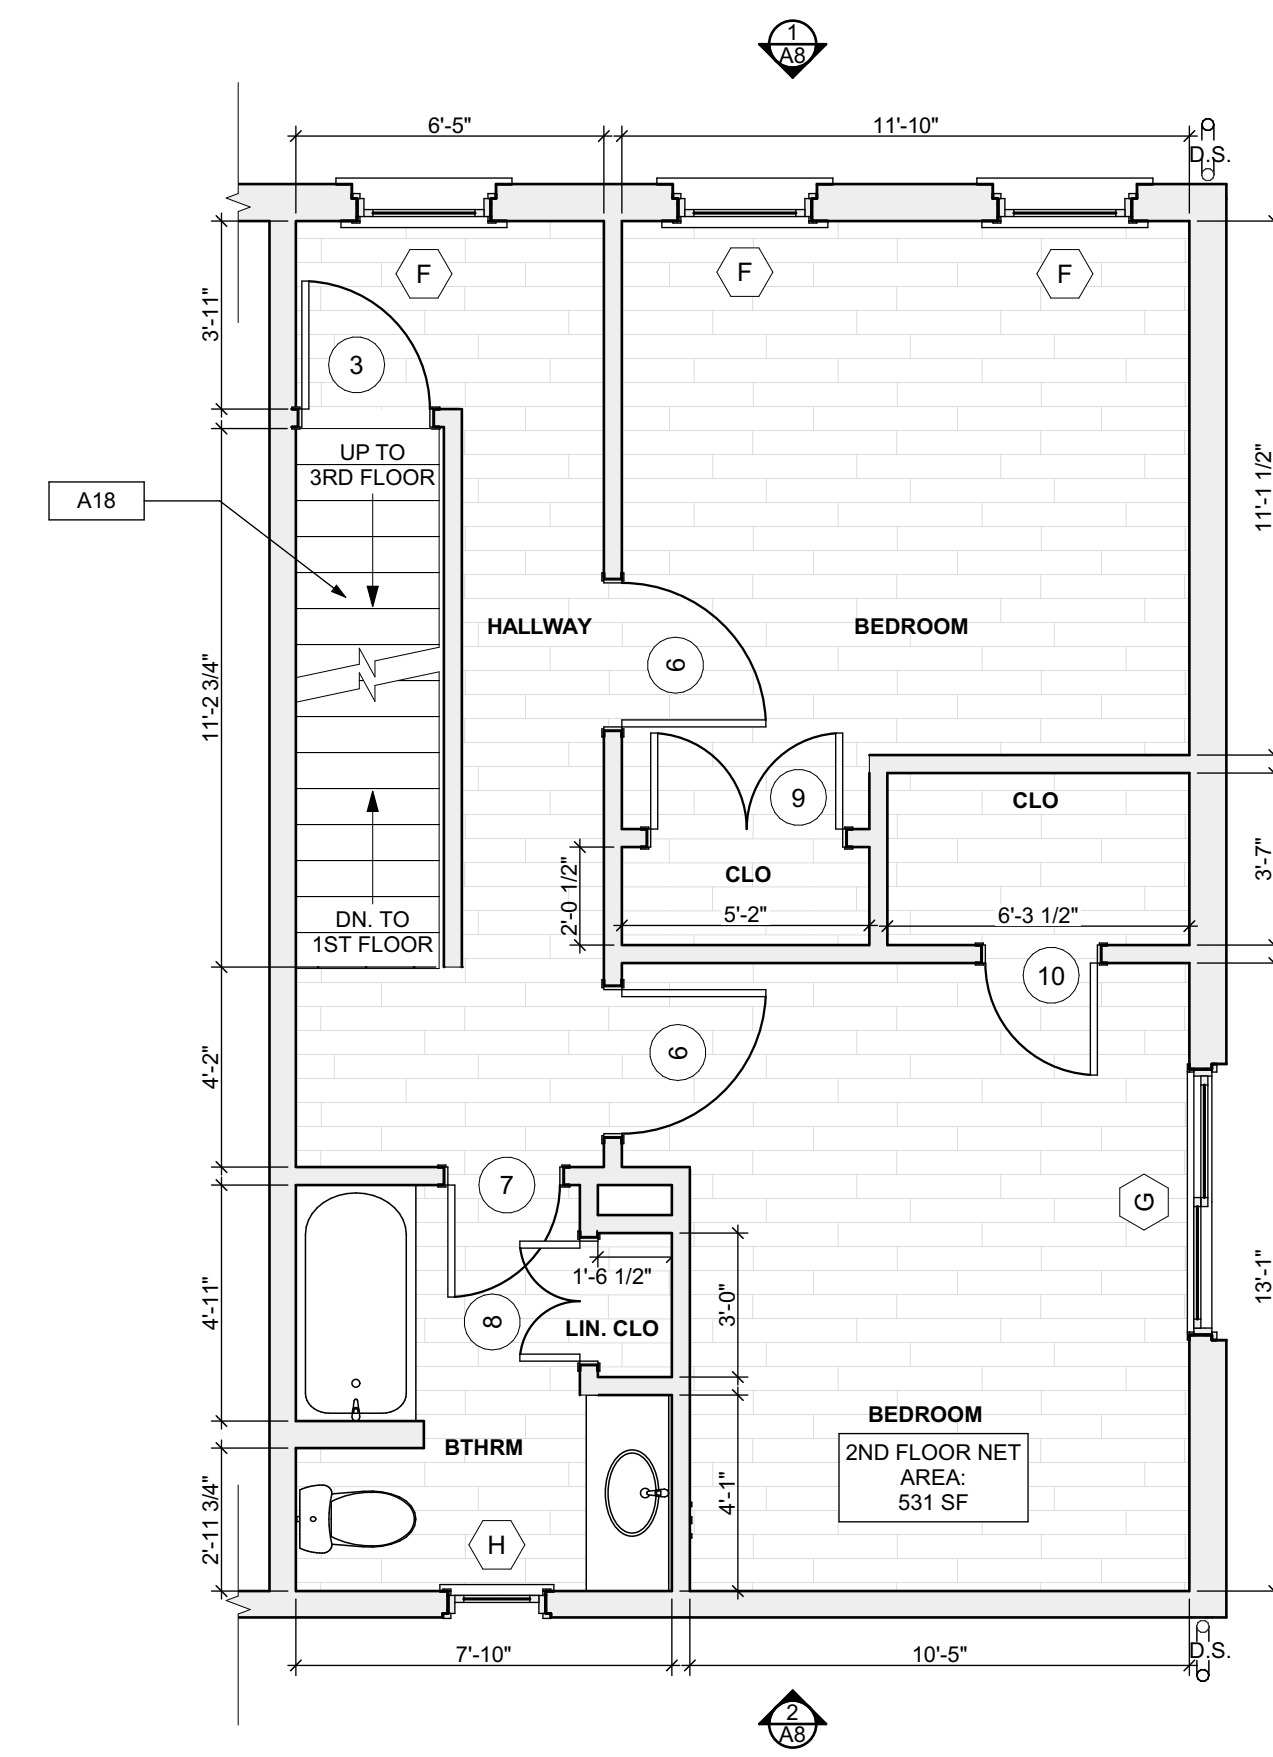 1
A8
6'-5"
11'-10"
D.S.
F
F
F
3'-11"
3
UP TO
3RD FLOOR
A18
11'-1 1/2"
HALLWAY
BEDROOM
6
11'-2 3/4"
9
CLO
CLO
2'-0 1/2"
5'-2"
6'-3 1/2"
3'-7"
DN. TO
1ST FLOOR
10
6
4'-2"
7
G
1'-6 1/2"
8
LIN. CLO
3'-0"
4'-11"
13'-1"
BEDROOM
2ND FLOOR NET
AREA:
531 SF
BTHRM
4'-1"
2'-11 3/4"
H
7'-10"
10'-5"
D.S.
2
A8